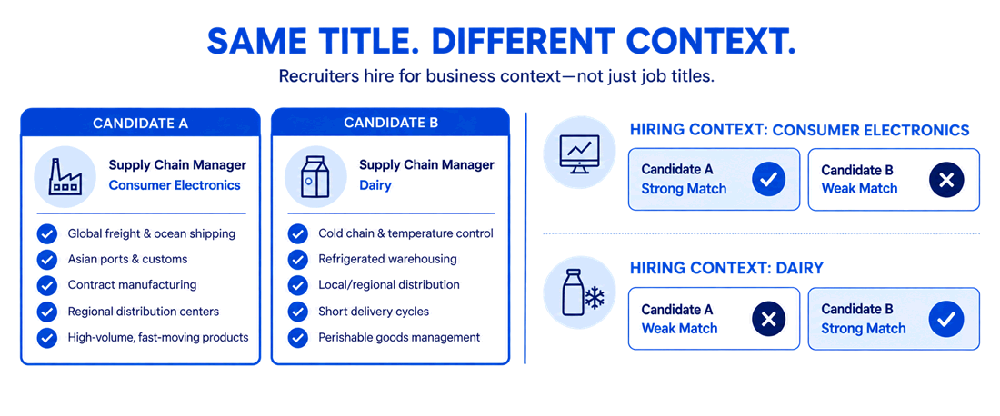 SAME TITLE. DIFFERENT CONTEXT.
Recruiters hire for business context—not just job titles.
CANDIDATE A
Supply Chain Manager
Consumer Electronics
Global freight & ocean shipping
Asian ports & customs
Contract manufacturing
Regional distribution centers
High-volume, fast-moving products
CANDIDATE B
Supply Chain Manager
Dairy
Cold chain & temperature control
Refrigerated warehousing
Local/regional distribution
Short delivery cycles
Perishable goods management
HIRING CONTEXT: CONSUMER ELECTRONICS
Candidate A
Strong Match
Candidate B
Weak Match
HIRING CONTEXT: DAIRY
Candidate A
Weak Match
Candidate B
Strong Match